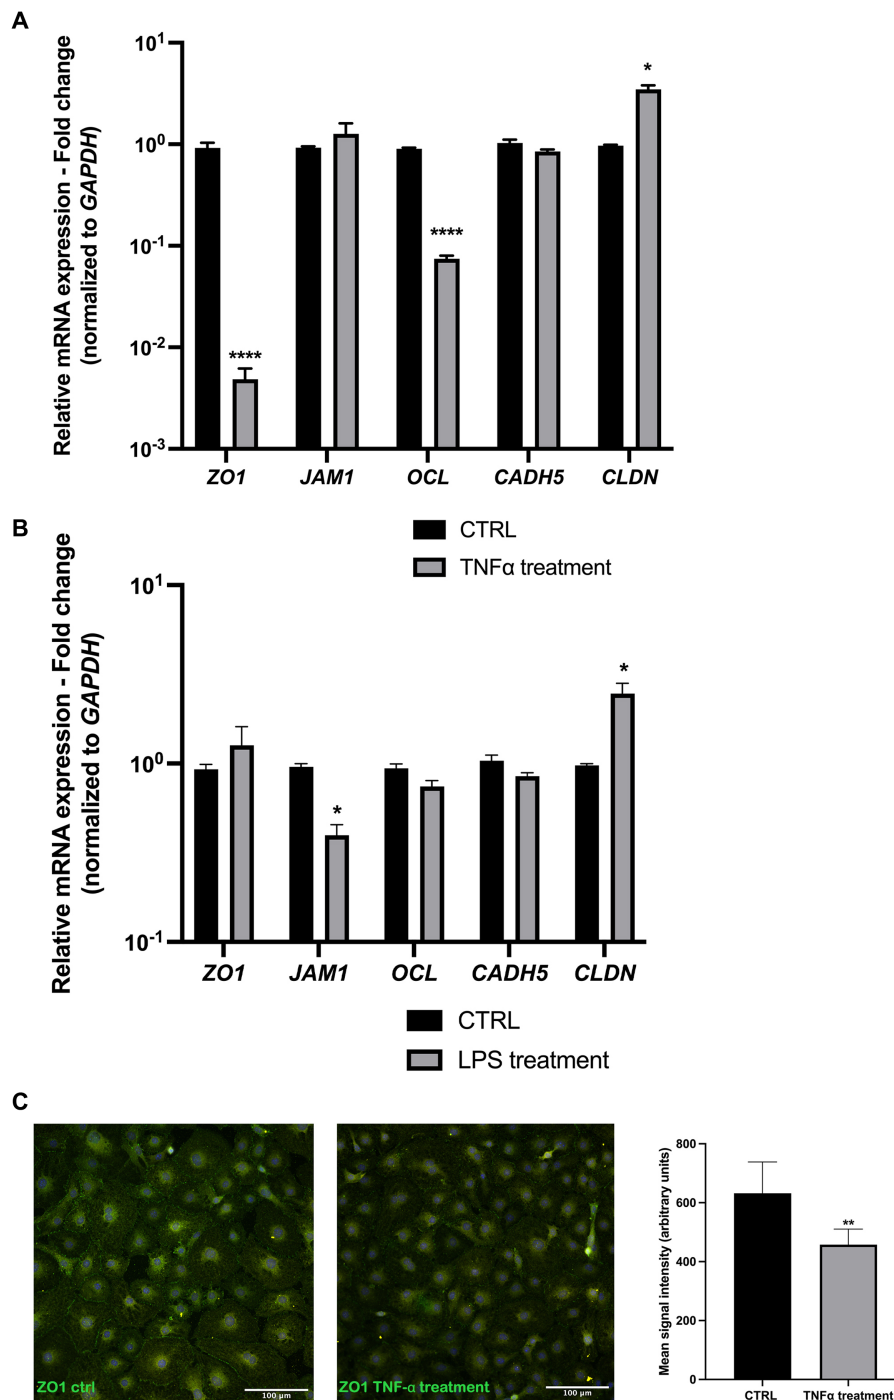 A
Relative mRNA expression - Fold change
(normalized to GAPDH)
10¹
10⁰
10⁻¹
10⁻²
10⁻³
****
****
*
ZO1 JAM1 OCL CADH5 CLDN
CTRL
TNFα treatment
B
Relative mRNA expression - Fold change
(normalized to GAPDH)
10¹
10⁰
10⁻¹
*
*
ZO1 JAM1 OCL CADH5 CLDN
CTRL
LPS treatment
C
ZO1 ctrl
100 µm
ZO1 TNF-α treatment
100 µm
Mean signal intensity (arbitrary units)
800
600
400
200
0
**
CTRL TNFα treatment